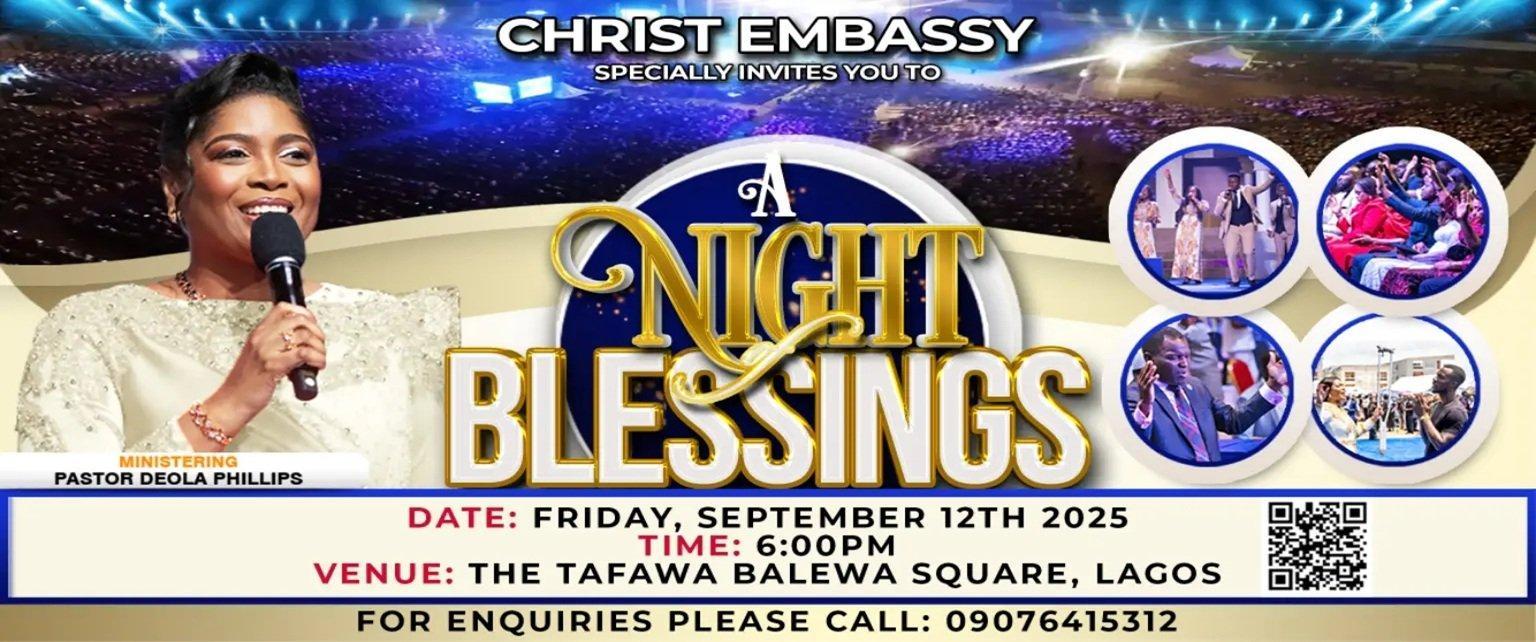 CHRIST EMBASSY
SPECIALLY INVITES YOU TO
A
NIGHT
BLESSINGS
MINISTERING
PASTOR DEOLA PHILLIPS
DATE: FRIDAY, SEPTEMBER 12TH 2025
TIME: 6:00PM
VENUE: THE TAFAWA BALEWA SQUARE, LAGOS
FOR ENQUIRIES PLEASE CALL: 09076415312